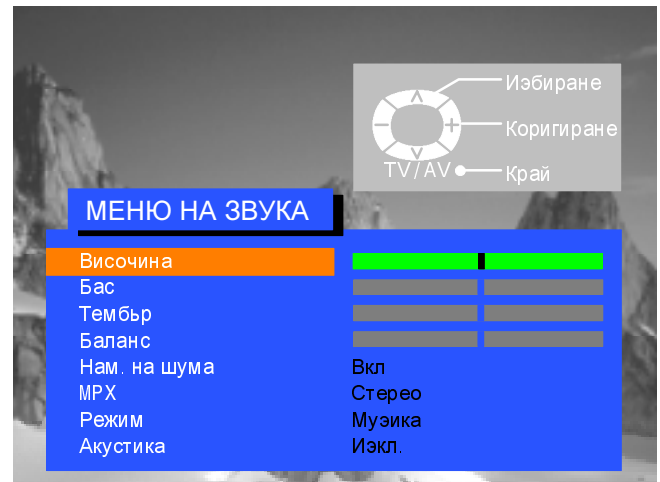 Иэбиране
Коригиране
TV/AV
Край
МЕНЮ НА ЗВУКА
Височина
Бас
Тембьр
Баланс
Нам. на шума Вкл
MPX Стерео
Режим Муэика
Акустика Иэкл.